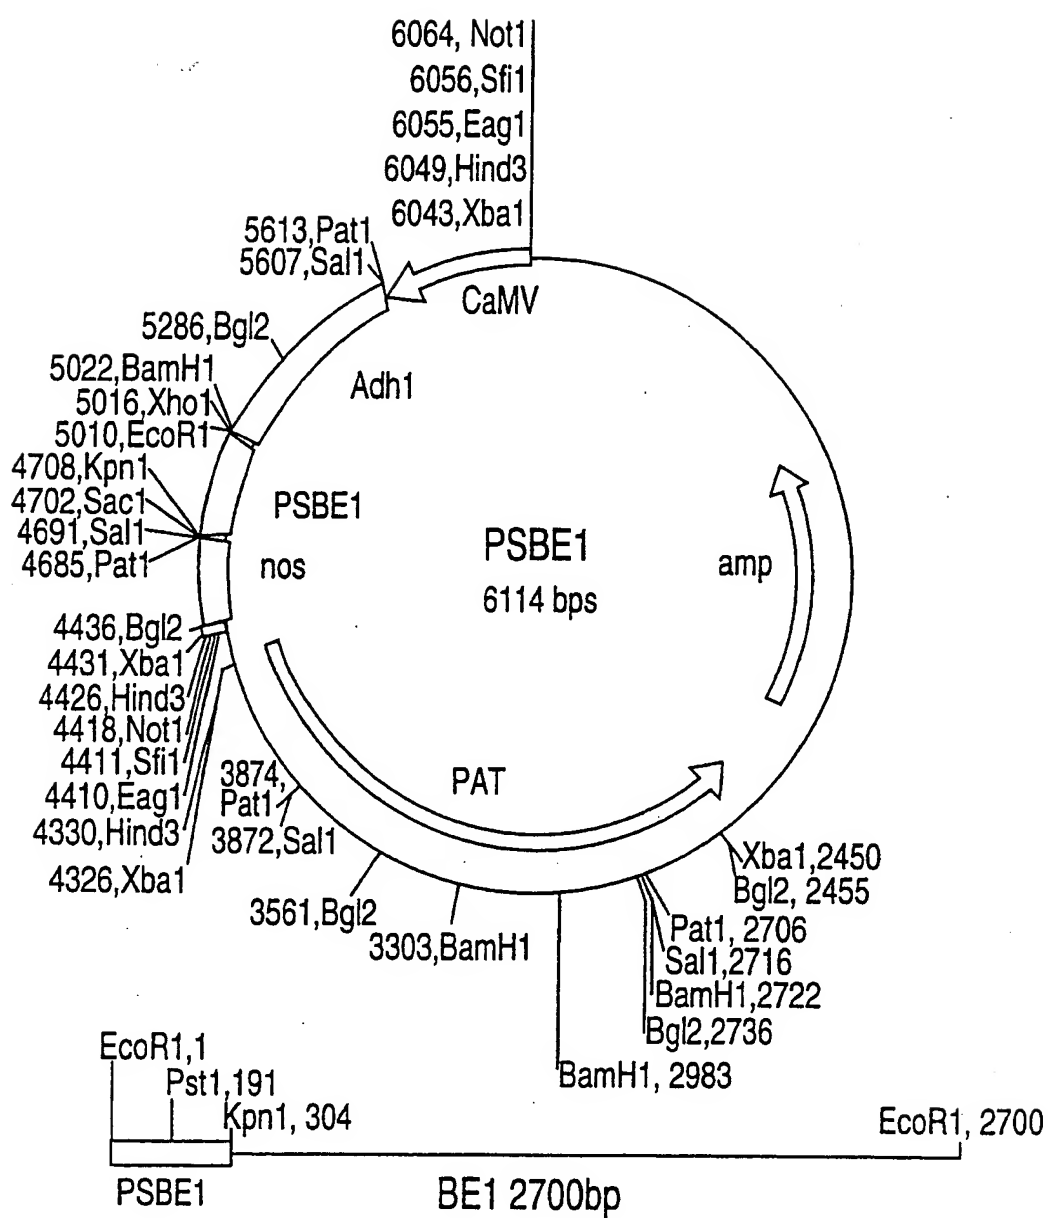 6064, Not1
6056,Sfi1
6055,Eag1
6049,Hind3
6043,Xba1
5613,Pat1
5607,Sal1
CaMV
5286,Bgl2
5022,BamH1
5016,Xho1
5010,EcoR1
4708,Kpn1
4702,Sac1
4691,Sal1
4685,Pat1
Adh1
PSBE1
nos
PSBE1
6114 bps
amp
4436,Bgl2
4431,Xba1
4426,Hind3
4418,Not1
4411,Sfi1
4410,Eag1
4330,Hind3
4326,Xba1
3874,
Pat1
3872,Sal1
PAT
3561,Bgl2
3303,BamH1
Xba1,2450
Bgl2, 2455
Pat1, 2706
Sal1,2716
BamH1,2722
Bgl2,2736
BamH1, 2983
EcoR1,1
Pst1,191
Kpn1, 304
EcoR1, 2700
PSBE1
BE1 2700bp